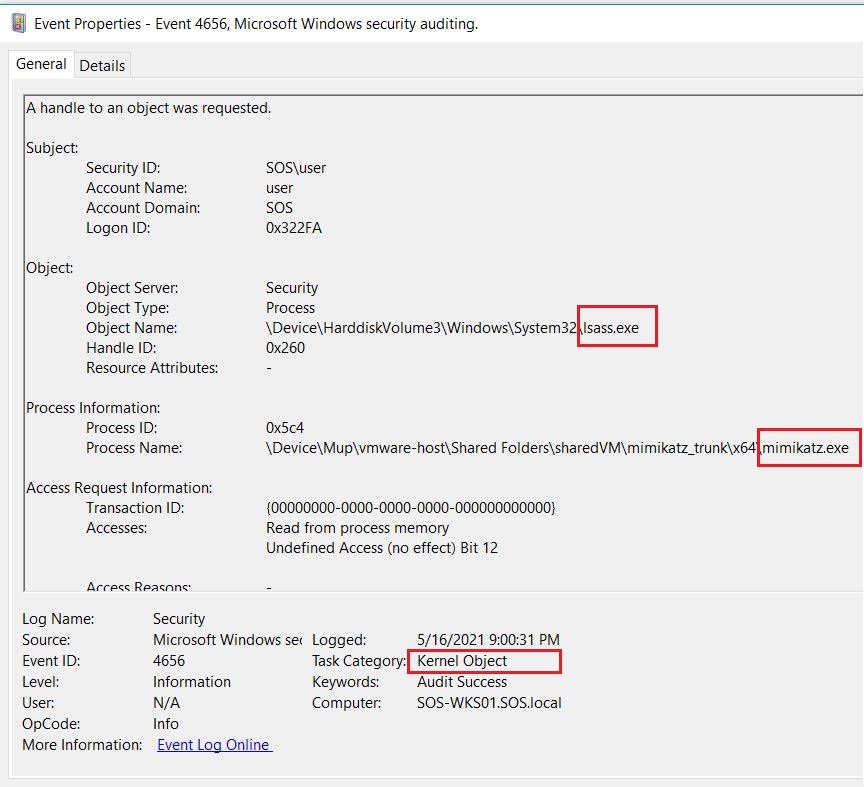 Event Properties - Event 4656, Microsoft Windows security auditing.
General Details
A handle to an object was requested.
Subject:
Security ID: SOS\user
Account Name: user
Account Domain: SOS
Logon ID: 0x322FA
Object:
Object Server: Security
Object Type: Process
Object Name: \Device\HarddiskVolume3\Windows\System32\lsass.exe
Handle ID: 0x260
Resource Attributes: -
Process Information:
Process ID: 0x5c4
Process Name: \Device\Mup\vmware-host\Shared Folders\sharedVM\mimikatz_trunk\x64\mimikatz.exe
Access Request Information:
Transaction ID: {00000000-0000-0000-0000-000000000000}
Accesses: Read from process memory
Undefined Access (no effect) Bit 12
Access Reasons: -
Log Name: Security
Source: Microsoft Windows sec Logged: 5/16/2021 9:00:31 PM
Event ID: 4656 Task Category: Kernel Object
Level: Information Keywords: Audit Success
User: N/A Computer: SOS-WKS01.SOS.local
OpCode: Info
More Information: Event Log Online